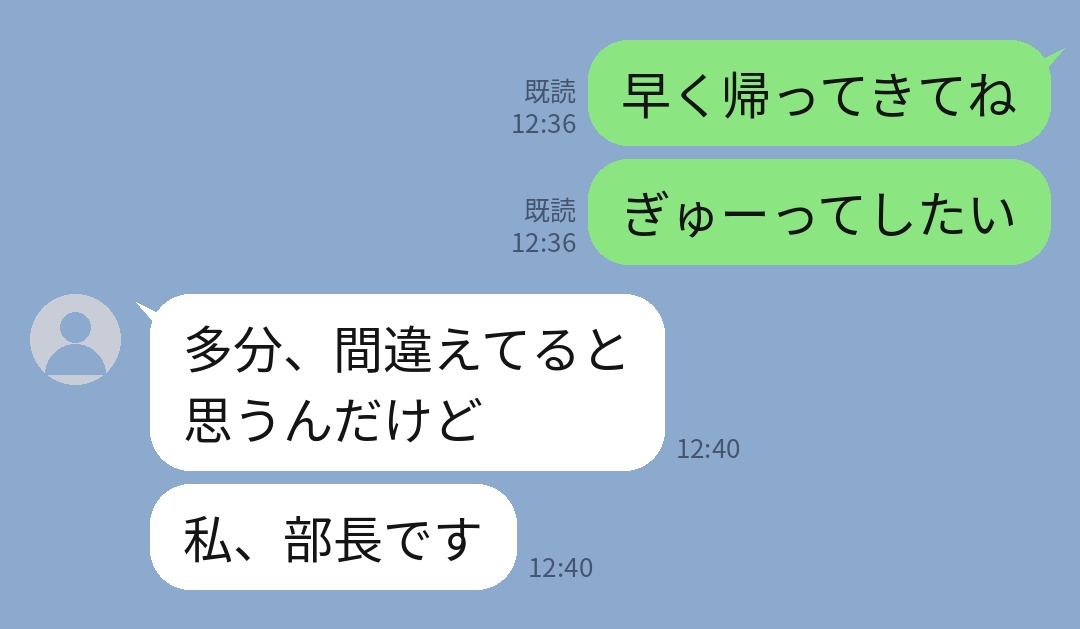 早く帰ってきてね
既読
12:36
ぎゅーってしたい
既読
12:36
多分、間違えてると
思うんだけど
12:40
私、部長です
12:40